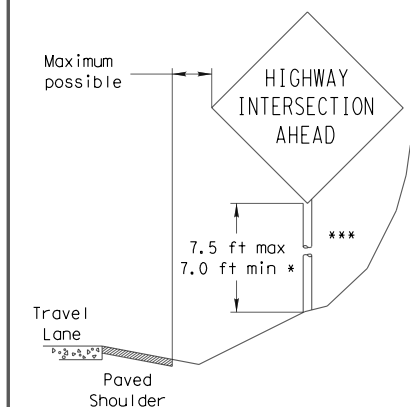 Maximum
possible
HIGHWAY
INTERSECTION
AHEAD
7.5 ft max
7.0 ft min *
***
Travel
Lane
Paved
Shoulder